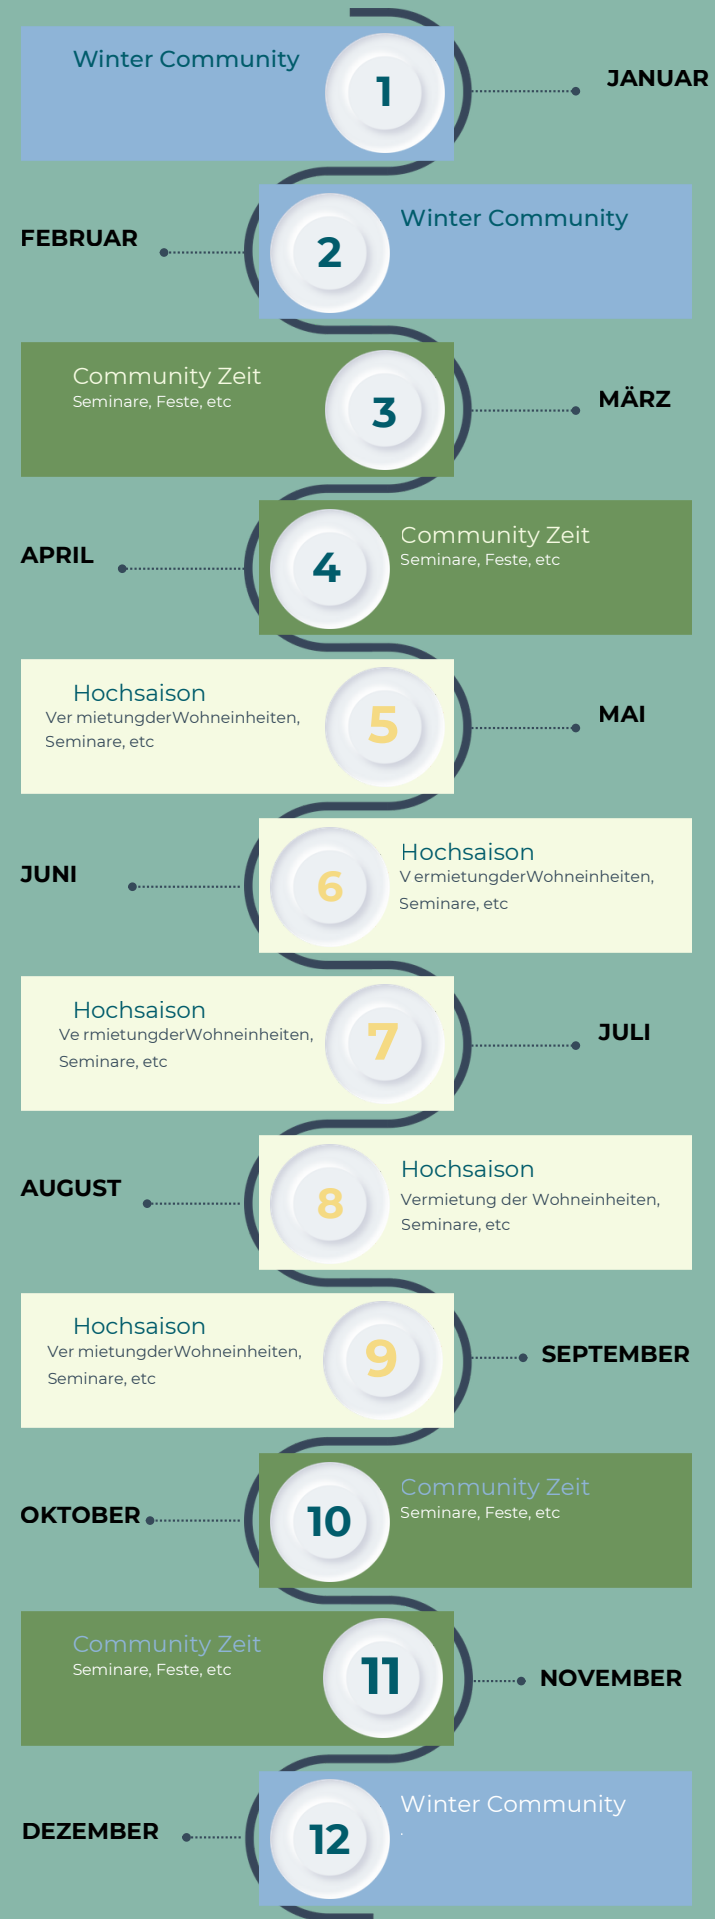 Winter Community
1
JANUAR
FEBRUAR
2
Winter Community
Community Zeit
Seminare, Feste, etc
3
MÄRZ
APRIL
4
Community Zeit
Seminare, Feste, etc
Hochsaison
Ver mietungderWohneinheiten,
Seminare, etc
5
MAI
JUNI
6
Hochsaison
V ermietungderWohneinheiten,
Seminare, etc
Hochsaison
Ve rmietungderWohneinheiten,
Seminare, etc
7
JULI
AUGUST
8
Hochsaison
Vermietung der Wohneinheiten,
Seminare, etc
Hochsaison
Ver mietungderWohneinheiten,
Seminare, etc
9
SEPTEMBER
OKTOBER
10
Community Zeit
Seminare, Feste, etc
Community Zeit
Seminare, Feste, etc
11
NOVEMBER
DEZEMBER
12
Winter Community
.